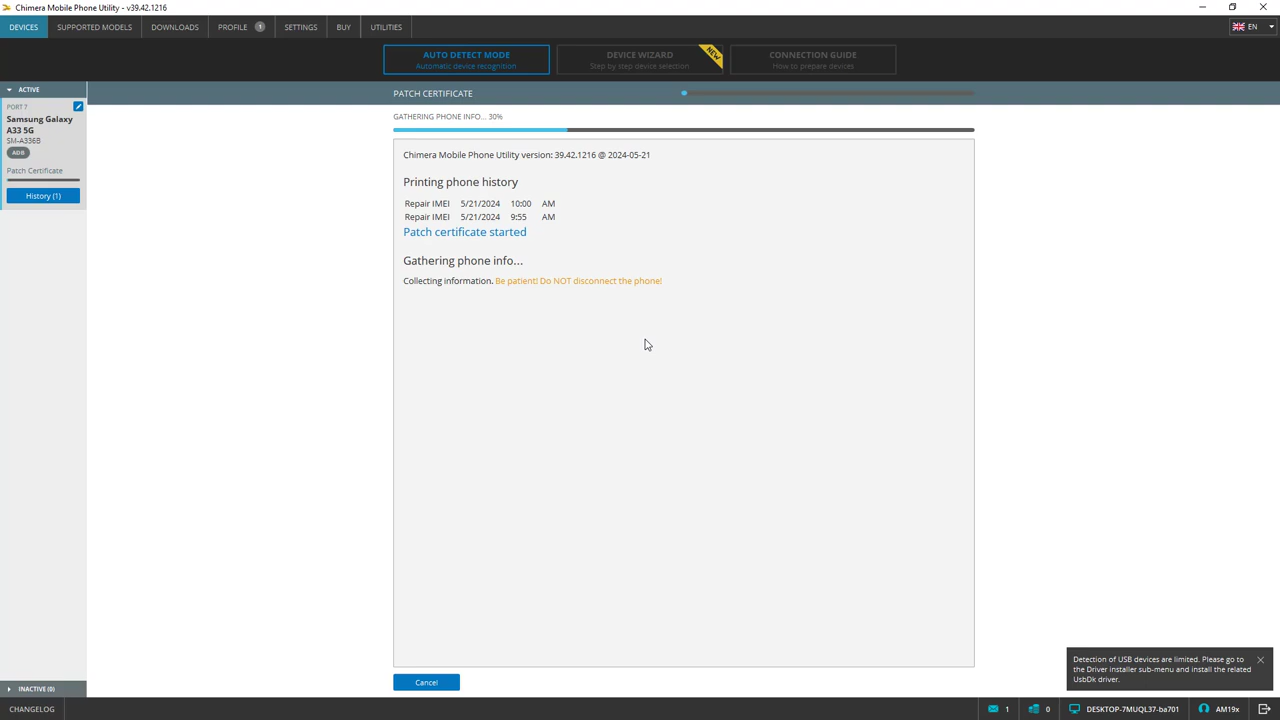 Chimera Mobile Phone Utility - v39.42.1216
DEVICES
SUPPORTED MODELS
DOWNLOADS
PROFILE 1
SETTINGS
BUY
UTILITIES
EN
AUTO DETECT MODE
Automatic device recognition
DEVICE WIZARD
Step by step device selection
NEW
CONNECTION GUIDE
How to prepare devices
ACTIVE
PORT 7
Samsung Galaxy
A33 5G
SM-A336B
ADB
Patch Certificate
History (1)
PATCH CERTIFICATE
GATHERING PHONE INFO... 30%
Chimera Mobile Phone Utility version: 39.42.1216 @ 2024-05-21
Printing phone history
Repair IMEI 5/21/2024 10:00 AM
Repair IMEI 5/21/2024 9:55 AM
Patch certificate started
Gathering phone info...
Collecting information. Be patient! Do NOT disconnect the phone!
Cancel
Detection of USB devices are limited. Please go to
the Driver installer sub-menu and install the related
UsbDk driver.
INACTIVE (0)
CHANGELOG
1
0
DESKTOP-7MUQL37-ba701
AM19x